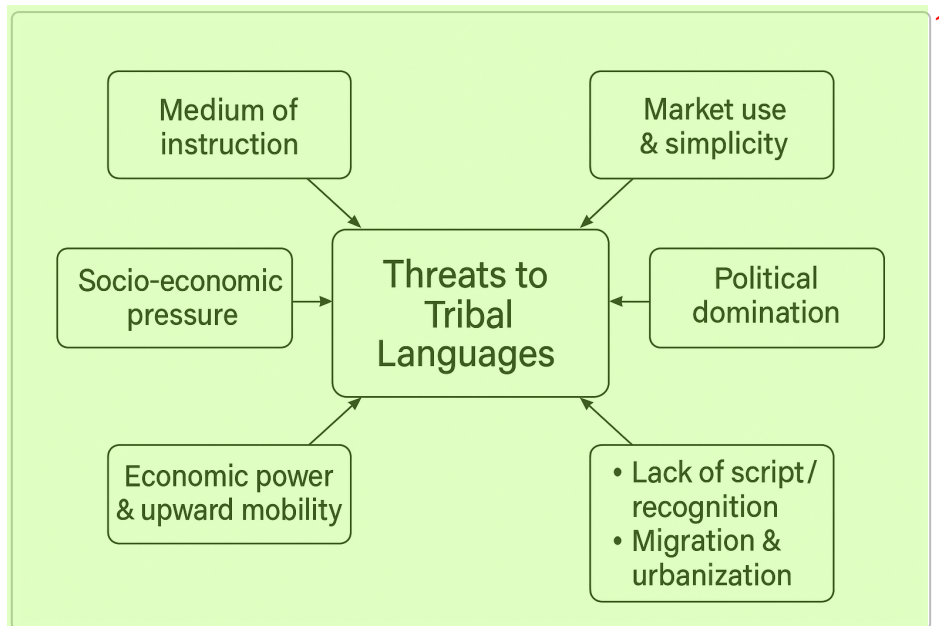 Medium of
instruction
Market use
& simplicity
Socio-economic
pressure
Threats to
Tribal
Languages
Political
domination
Economic power
& upward mobility
• Lack of script/
recognition
• Migration &
urbanization